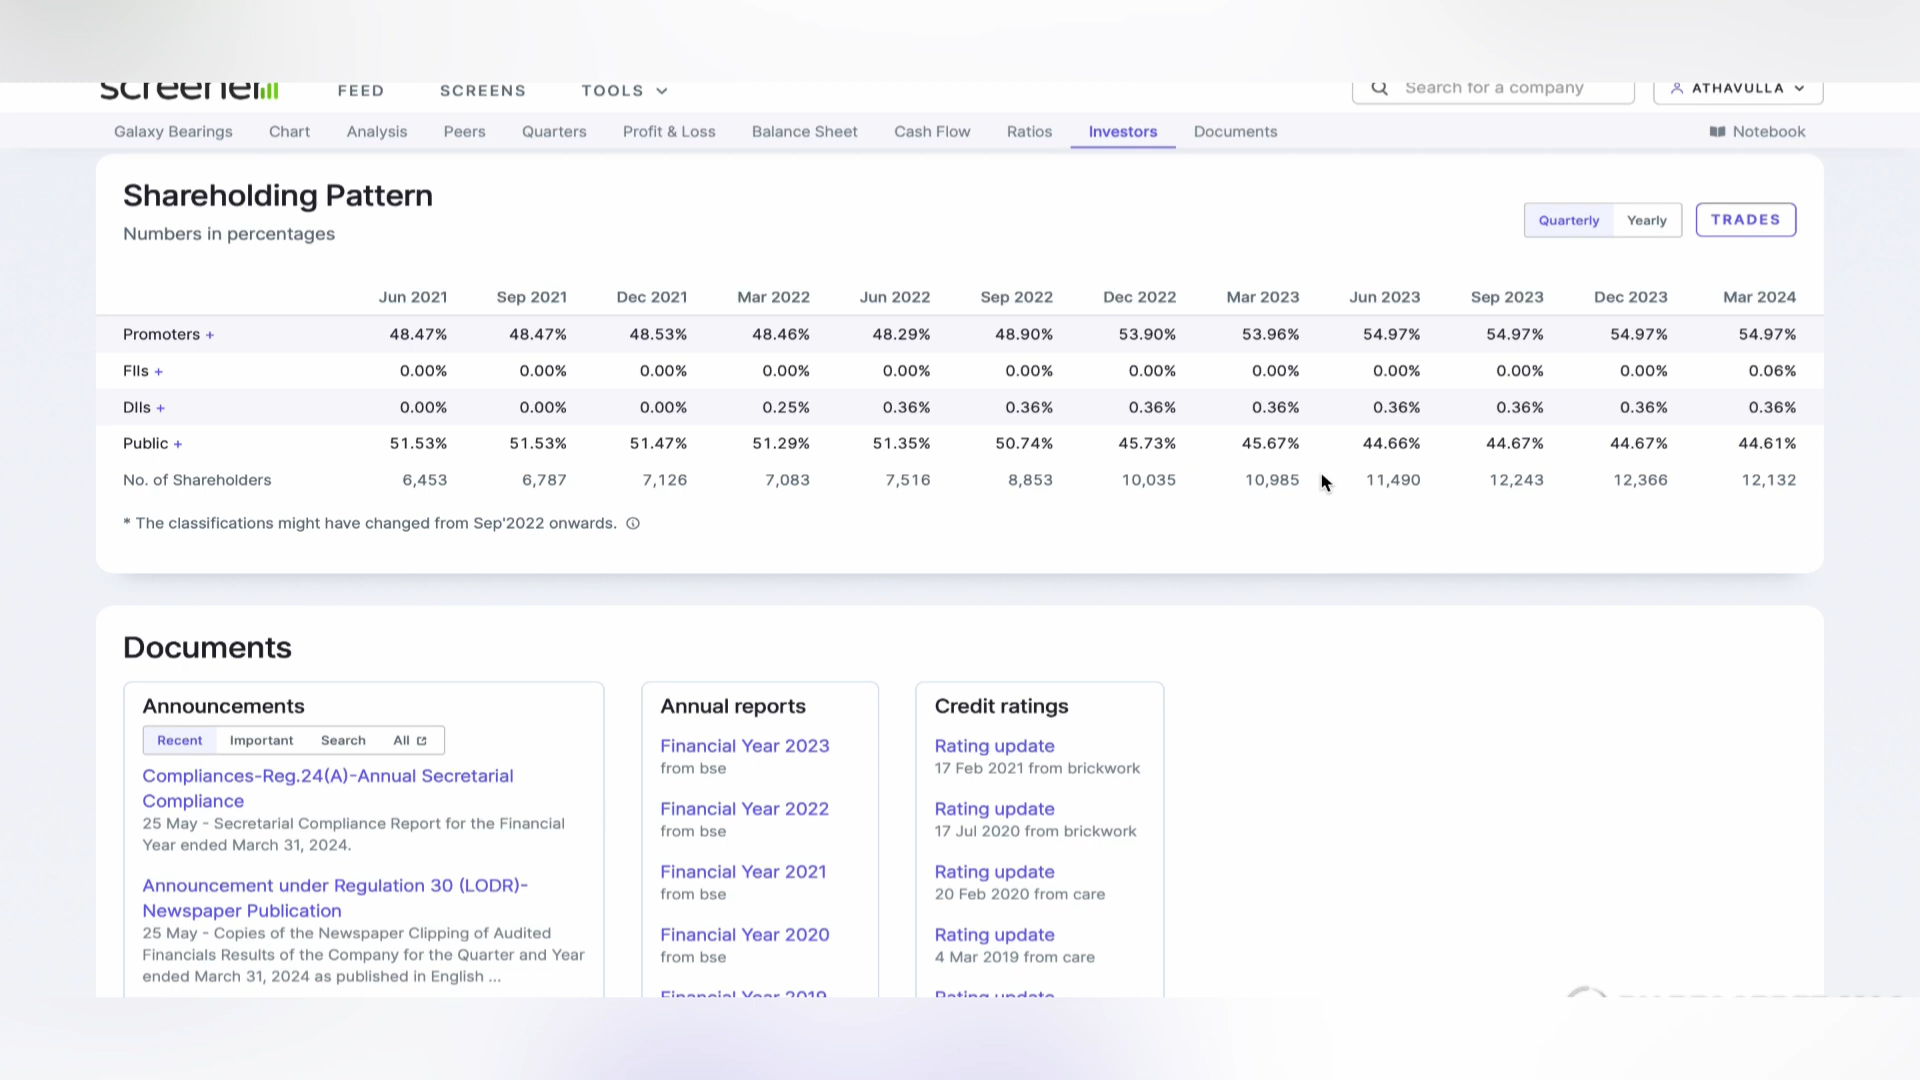 screener
FEED SCREENS TOOLS Search for a company ATHAVULLA
Galaxy Bearings Chart Analysis Peers Quarters Profit & Loss Balance Sheet Cash Flow Ratios Investors Documents Notebook
Shareholding Pattern
Numbers in percentages
Quarterly Yearly TRADES
Jun 2021 Sep 2021 Dec 2021 Mar 2022 Jun 2022 Sep 2022 Dec 2022 Mar 2023 Jun 2023 Sep 2023 Dec 2023 Mar 2024
Promoters + 48.47% 48.47% 48.53% 48.46% 48.29% 48.90% 53.90% 53.96% 54.97% 54.97% 54.97% 54.97%
FIIs + 0.00% 0.00% 0.00% 0.00% 0.00% 0.00% 0.00% 0.00% 0.00% 0.00% 0.00% 0.06%
DIIs + 0.00% 0.00% 0.00% 0.25% 0.36% 0.36% 0.36% 0.36% 0.36% 0.36% 0.36% 0.36%
Public + 51.53% 51.53% 51.47% 51.29% 51.35% 50.74% 45.73% 45.67% 44.66% 44.67% 44.67% 44.61%
No. of Shareholders 6,453 6,787 7,126 7,083 7,516 8,853 10,035 10,985 11,490 12,243 12,366 12,132
* The classifications might have changed from Sep'2022 onwards.
Documents
Announcements
Recent Important Search All
Compliances-Reg.24(A)-Annual Secretarial
Compliance
25 May - Secretarial Compliance Report for the Financial
Year ended March 31, 2024.
Announcement under Regulation 30 (LODR)-
Newspaper Publication
25 May - Copies of the Newspaper Clipping of Audited
Financials Results of the Company for the Quarter and Year
ended March 31, 2024 as published in English ...
Annual reports
Financial Year 2023
from bse
Financial Year 2022
from bse
Financial Year 2021
from bse
Financial Year 2020
from bse
Financial Year 2019
Credit ratings
Rating update
17 Feb 2021 from brickwork
Rating update
17 Jul 2020 from brickwork
Rating update
20 Feb 2020 from care
Rating update
4 Mar 2019 from care
Rating update